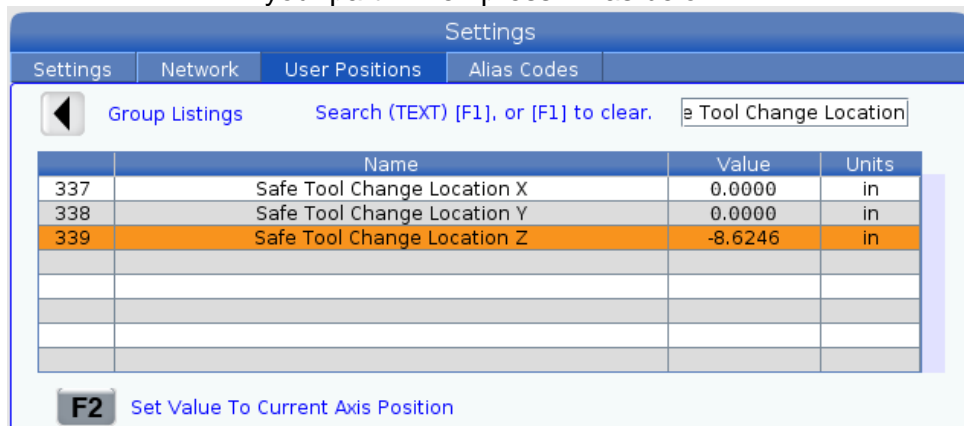 Settings
Settings Network User Positions Alias Codes
Group Listings Search (TEXT) [F1], or [F1] to clear. e Tool Change Location
Name Value Units
337 Safe Tool Change Location X 0.0000 in
338 Safe Tool Change Location Y 0.0000 in
339 Safe Tool Change Location Z -8.6246 in
F2 Set Value To Current Axis Position